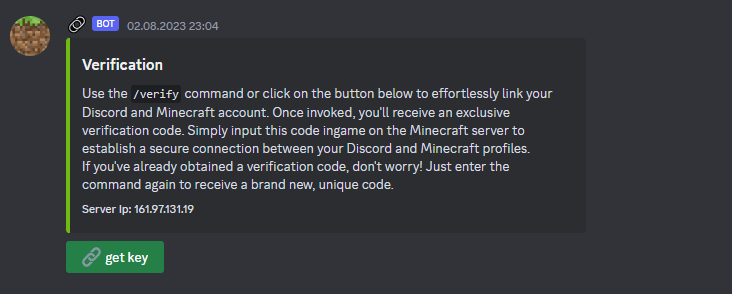 🔗 BOT 02.08.2023 23:04
Verification
Use the /verify command or click on the button below to effortlessly link your
Discord and Minecraft account. Once invoked, you'll receive an exclusive
verification code. Simply input this code ingame on the Minecraft server to
establish a secure connection between your Discord and Minecraft profiles.
If you've already obtained a verification code, don't worry! Just enter the
command again to receive a brand new, unique code.
Server Ip: 161.97.131.19
🔗 get key